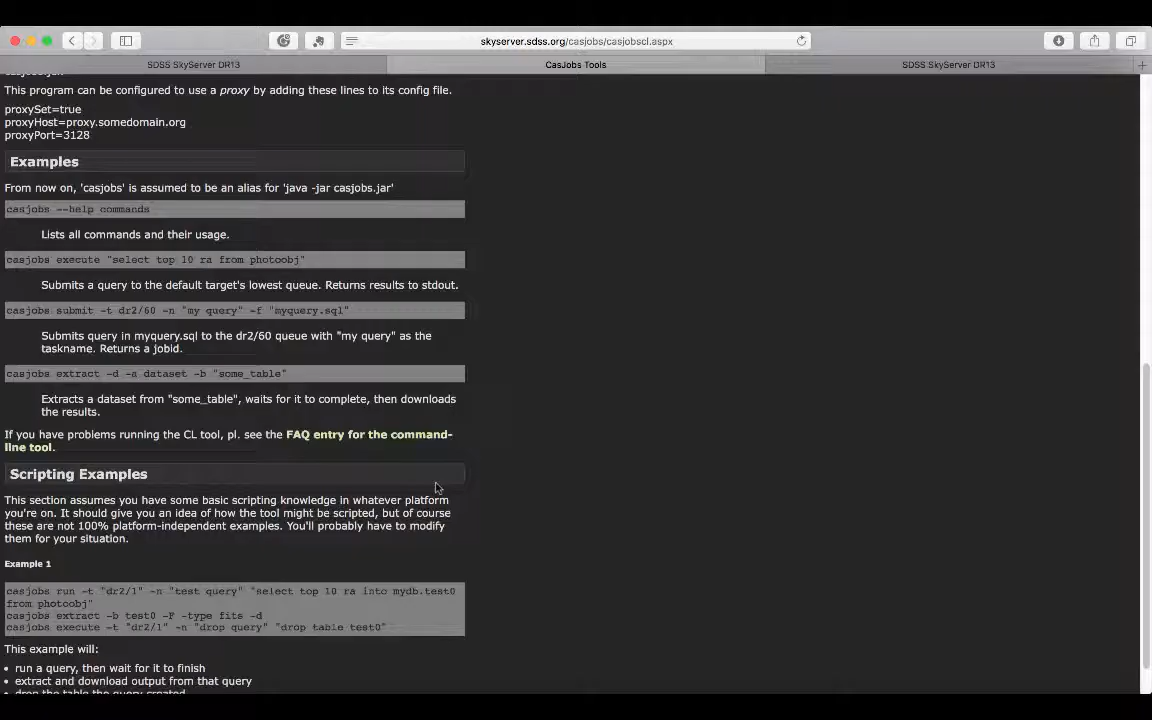 skyserver.sdss.org/casjobs/casjobscl.aspx
SDSS SkyServer DR13
CasJobs Tools
SDSS SkyServer DR13
casjobs.jar
This program can be configured to use a proxy by adding these lines to its config file.
proxySet=true
proxyHost=proxy.somedomain.org
proxyPort=3128
Examples
From now on, 'casjobs' is assumed to be an alias for 'java -jar casjobs.jar'
casjobs --help commands
Lists all commands and their usage.
casjobs execute "select top 10 ra from photoobj"
Submits a query to the default target's lowest queue. Returns results to stdout.
casjobs submit -t dr2/60 -n "my query" -f "myquery.sql"
Submits query in myquery.sql to the dr2/60 queue with "my query" as the
taskname. Returns a jobid.
casjobs extract -d -a dataset -b "some_table"
Extracts a dataset from "some_table", waits for it to complete, then downloads
the results.
If you have problems running the CL tool, pl. see the FAQ entry for the command-
line tool.
Scripting Examples
This section assumes you have some basic scripting knowledge in whatever platform
you're on. It should give you an idea of how the tool might be scripted, but of course
these are not 100% platform-independent examples. You'll probably have to modify
them for your situation.
Example 1
casjobs run -t "dr2/1" -n "test query" "select top 10 ra into mydb.test0
from photoobj"
casjobs extract -b test0 -F -type fits -d
casjobs execute -t "dr2/1" -n "drop query" "drop table test0"
This example will:
• run a query, then wait for it to finish
• extract and download output from that query
• drop the table the query created